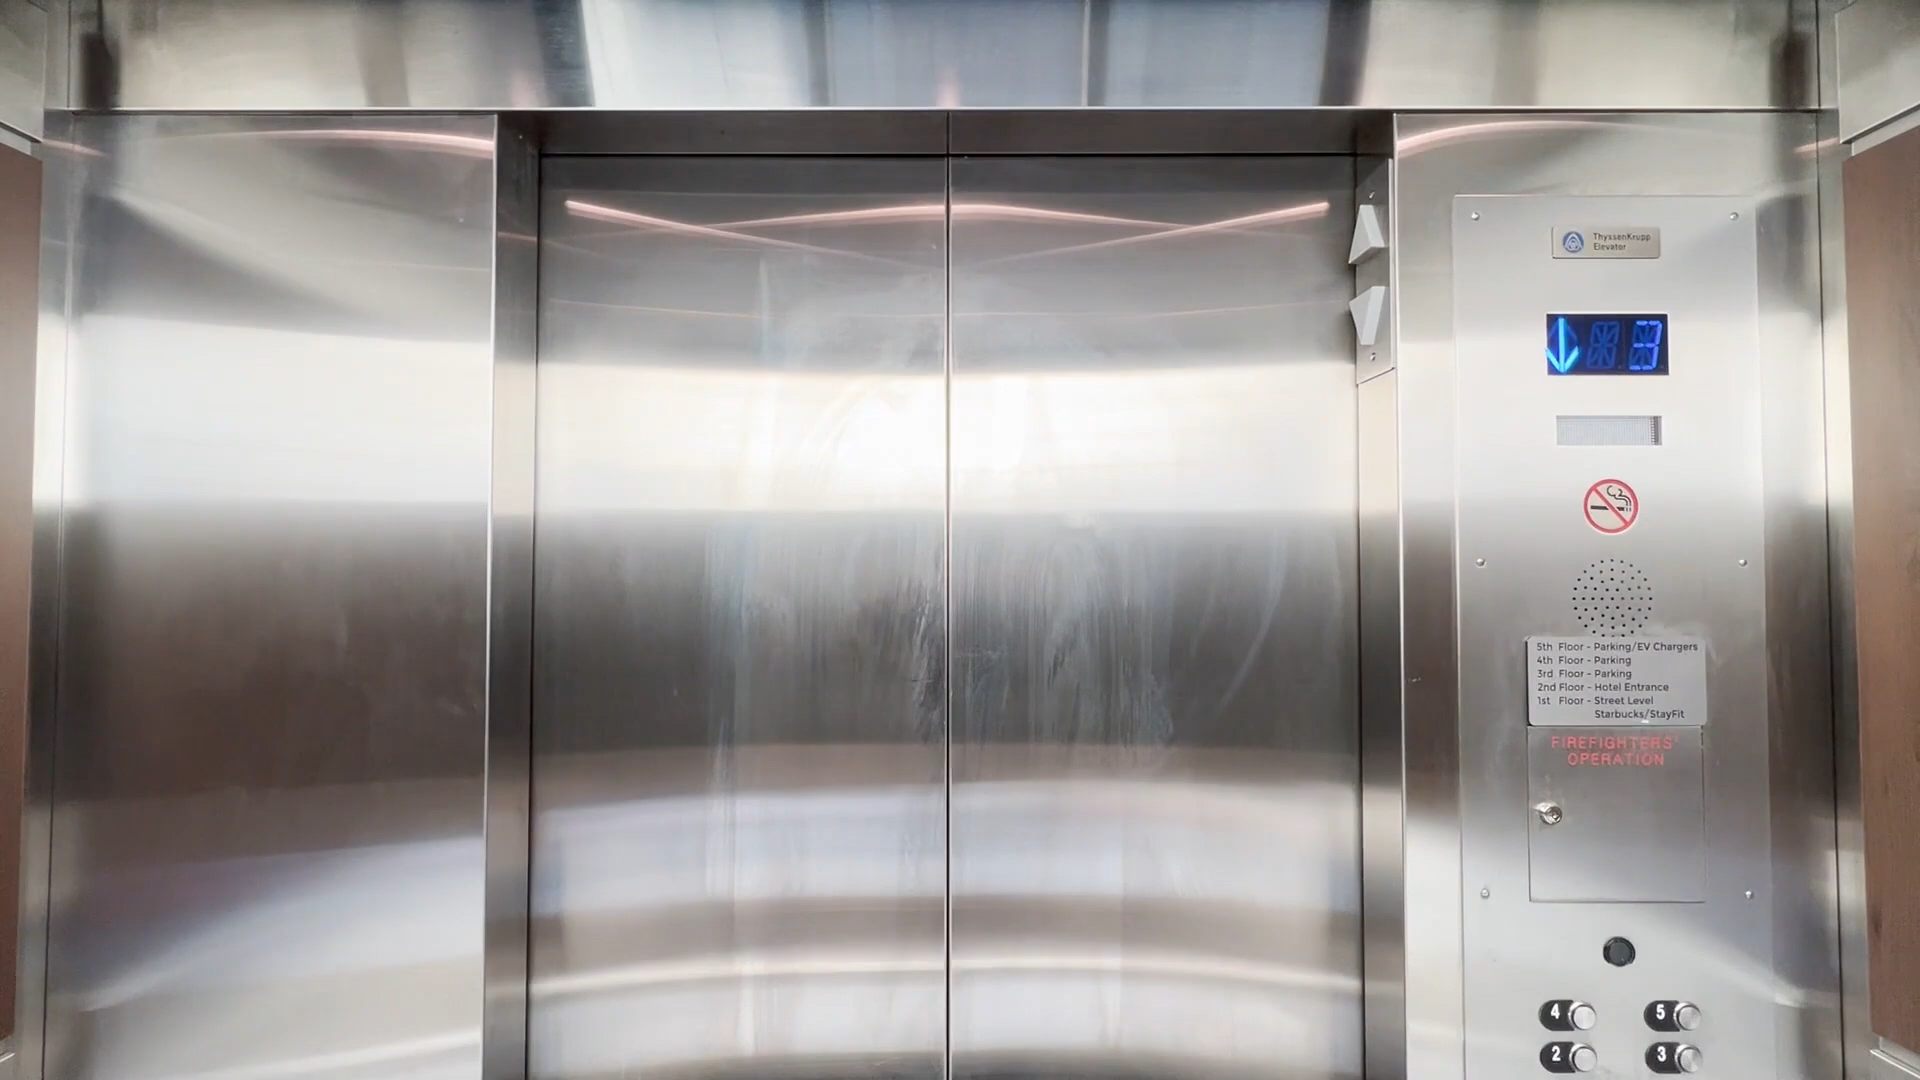 ThyssenKrupp
Elevator
3
5th Floor - Parking/EV Chargers
4th Floor - Parking
3rd Floor - Parking
2nd Floor - Hotel Entrance
1st Floor - Street Level
Starbucks/StayFit
FIREFIGHTERS'
OPERATION
4 5
2 3